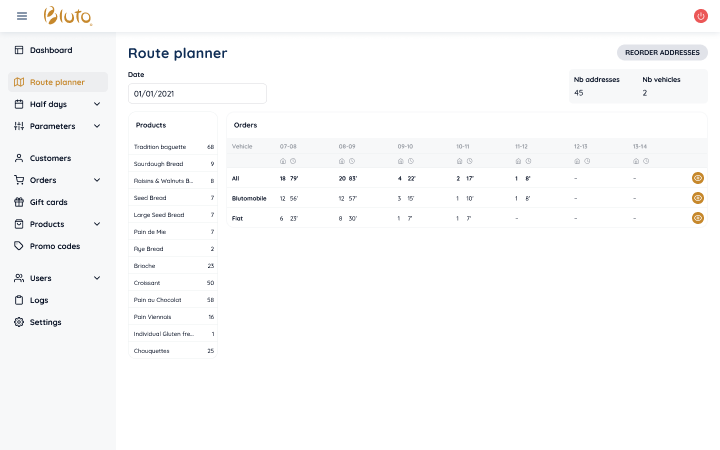 Bluto
Route planner
REORDER ADDRESSES
Dashboard
Route planner
Half days
Parameters
Customers
Orders
Gift cards
Products
Promo codes
Users
Logs
Settings
Date
01/01/2021
Nb addresses Nb vehicles
45 2
Products
Tradition baguette 68
Sourdough Bread 9
Raisins & Walnuts B... 8
Seed Bread 7
Large Seed Bread 7
Pain de Mie 7
Rye Bread 2
Brioche 23
Croissant 50
Pain au Chocolat 58
Pain Viennois 16
Individual Gluten fre... 1
Chouquettes 25
Orders
Vehicle 07-08 08-09 09-10 10-11 11-12 12-13 13-14
All 18 79' 20 83' 4 22' 2 17' 1 8' - -
Blutomobile 12 56' 12 57' 3 15' 1 10' 1 8' - -
Fiat 6 23' 8 30' 1 7' 1 7' - - -